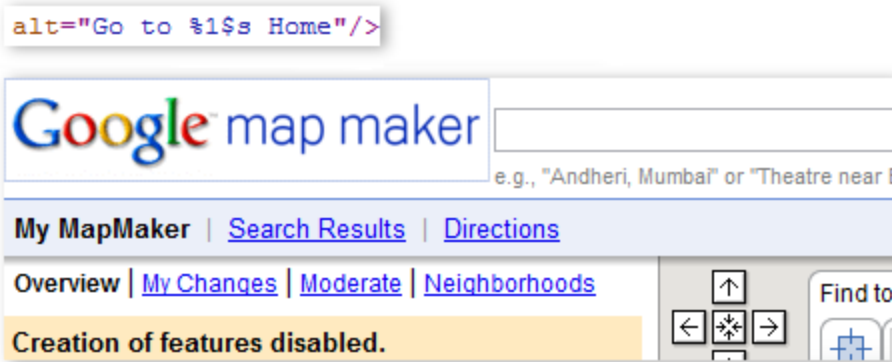 alt="Go to %1$s Home"/>
Google™ map maker
e.g., "Andheri, Mumbai" or "Theatre near
My MapMaker | Search Results | Directions
Overview | My Changes | Moderate | Neighborhoods
Find to
Creation of features disabled.